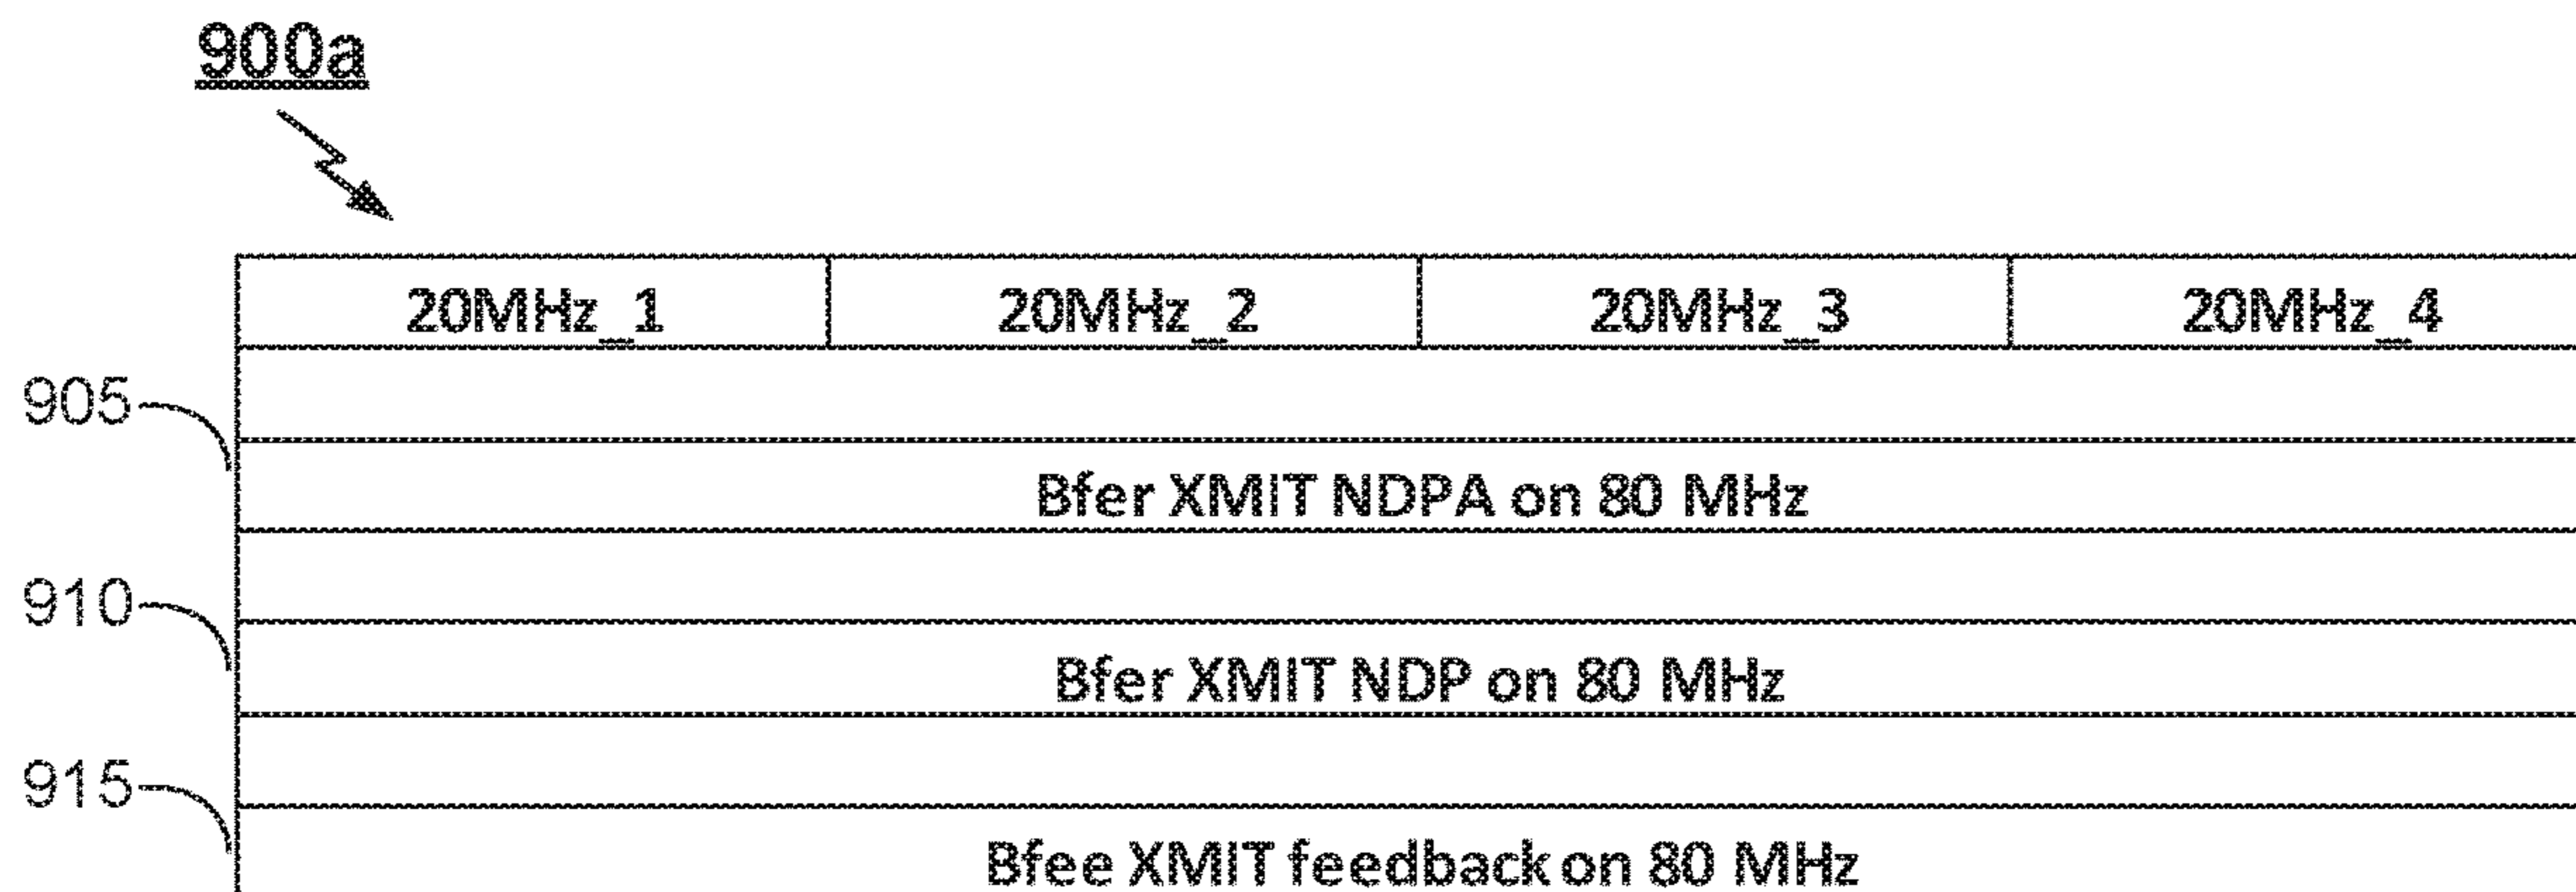 900a
20MHz_1 20MHz_2 20MHz_3 20MHz_4
905
Bfer XMIT NDPA on 80 MHz
910
Bfer XMIT NDP on 80 MHz
915
Bfee XMIT feedback on 80 MHz